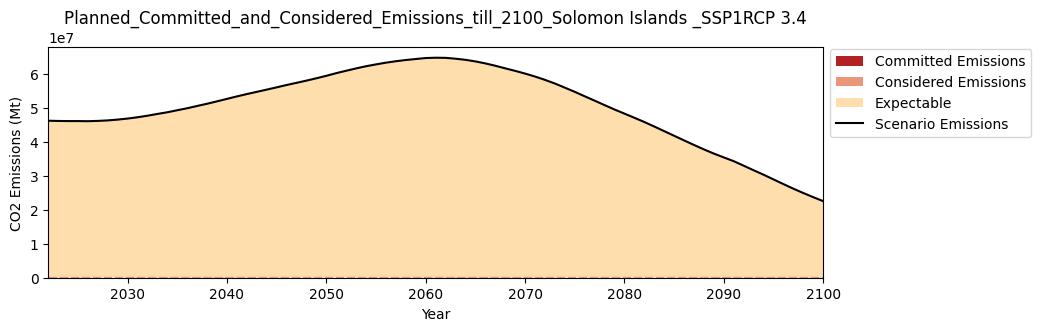 Planned_Committed_and_Considered_Emissions_till_2100_Solomon Islands _SSP1RCP 3.4
1e7
6
5
4
3
2
1
0
CO2 Emissions (Mt)
2030 2040 2050 2060 2070 2080 2090 2100
Year
Committed Emissions
Considered Emissions
Expectable
Scenario Emissions